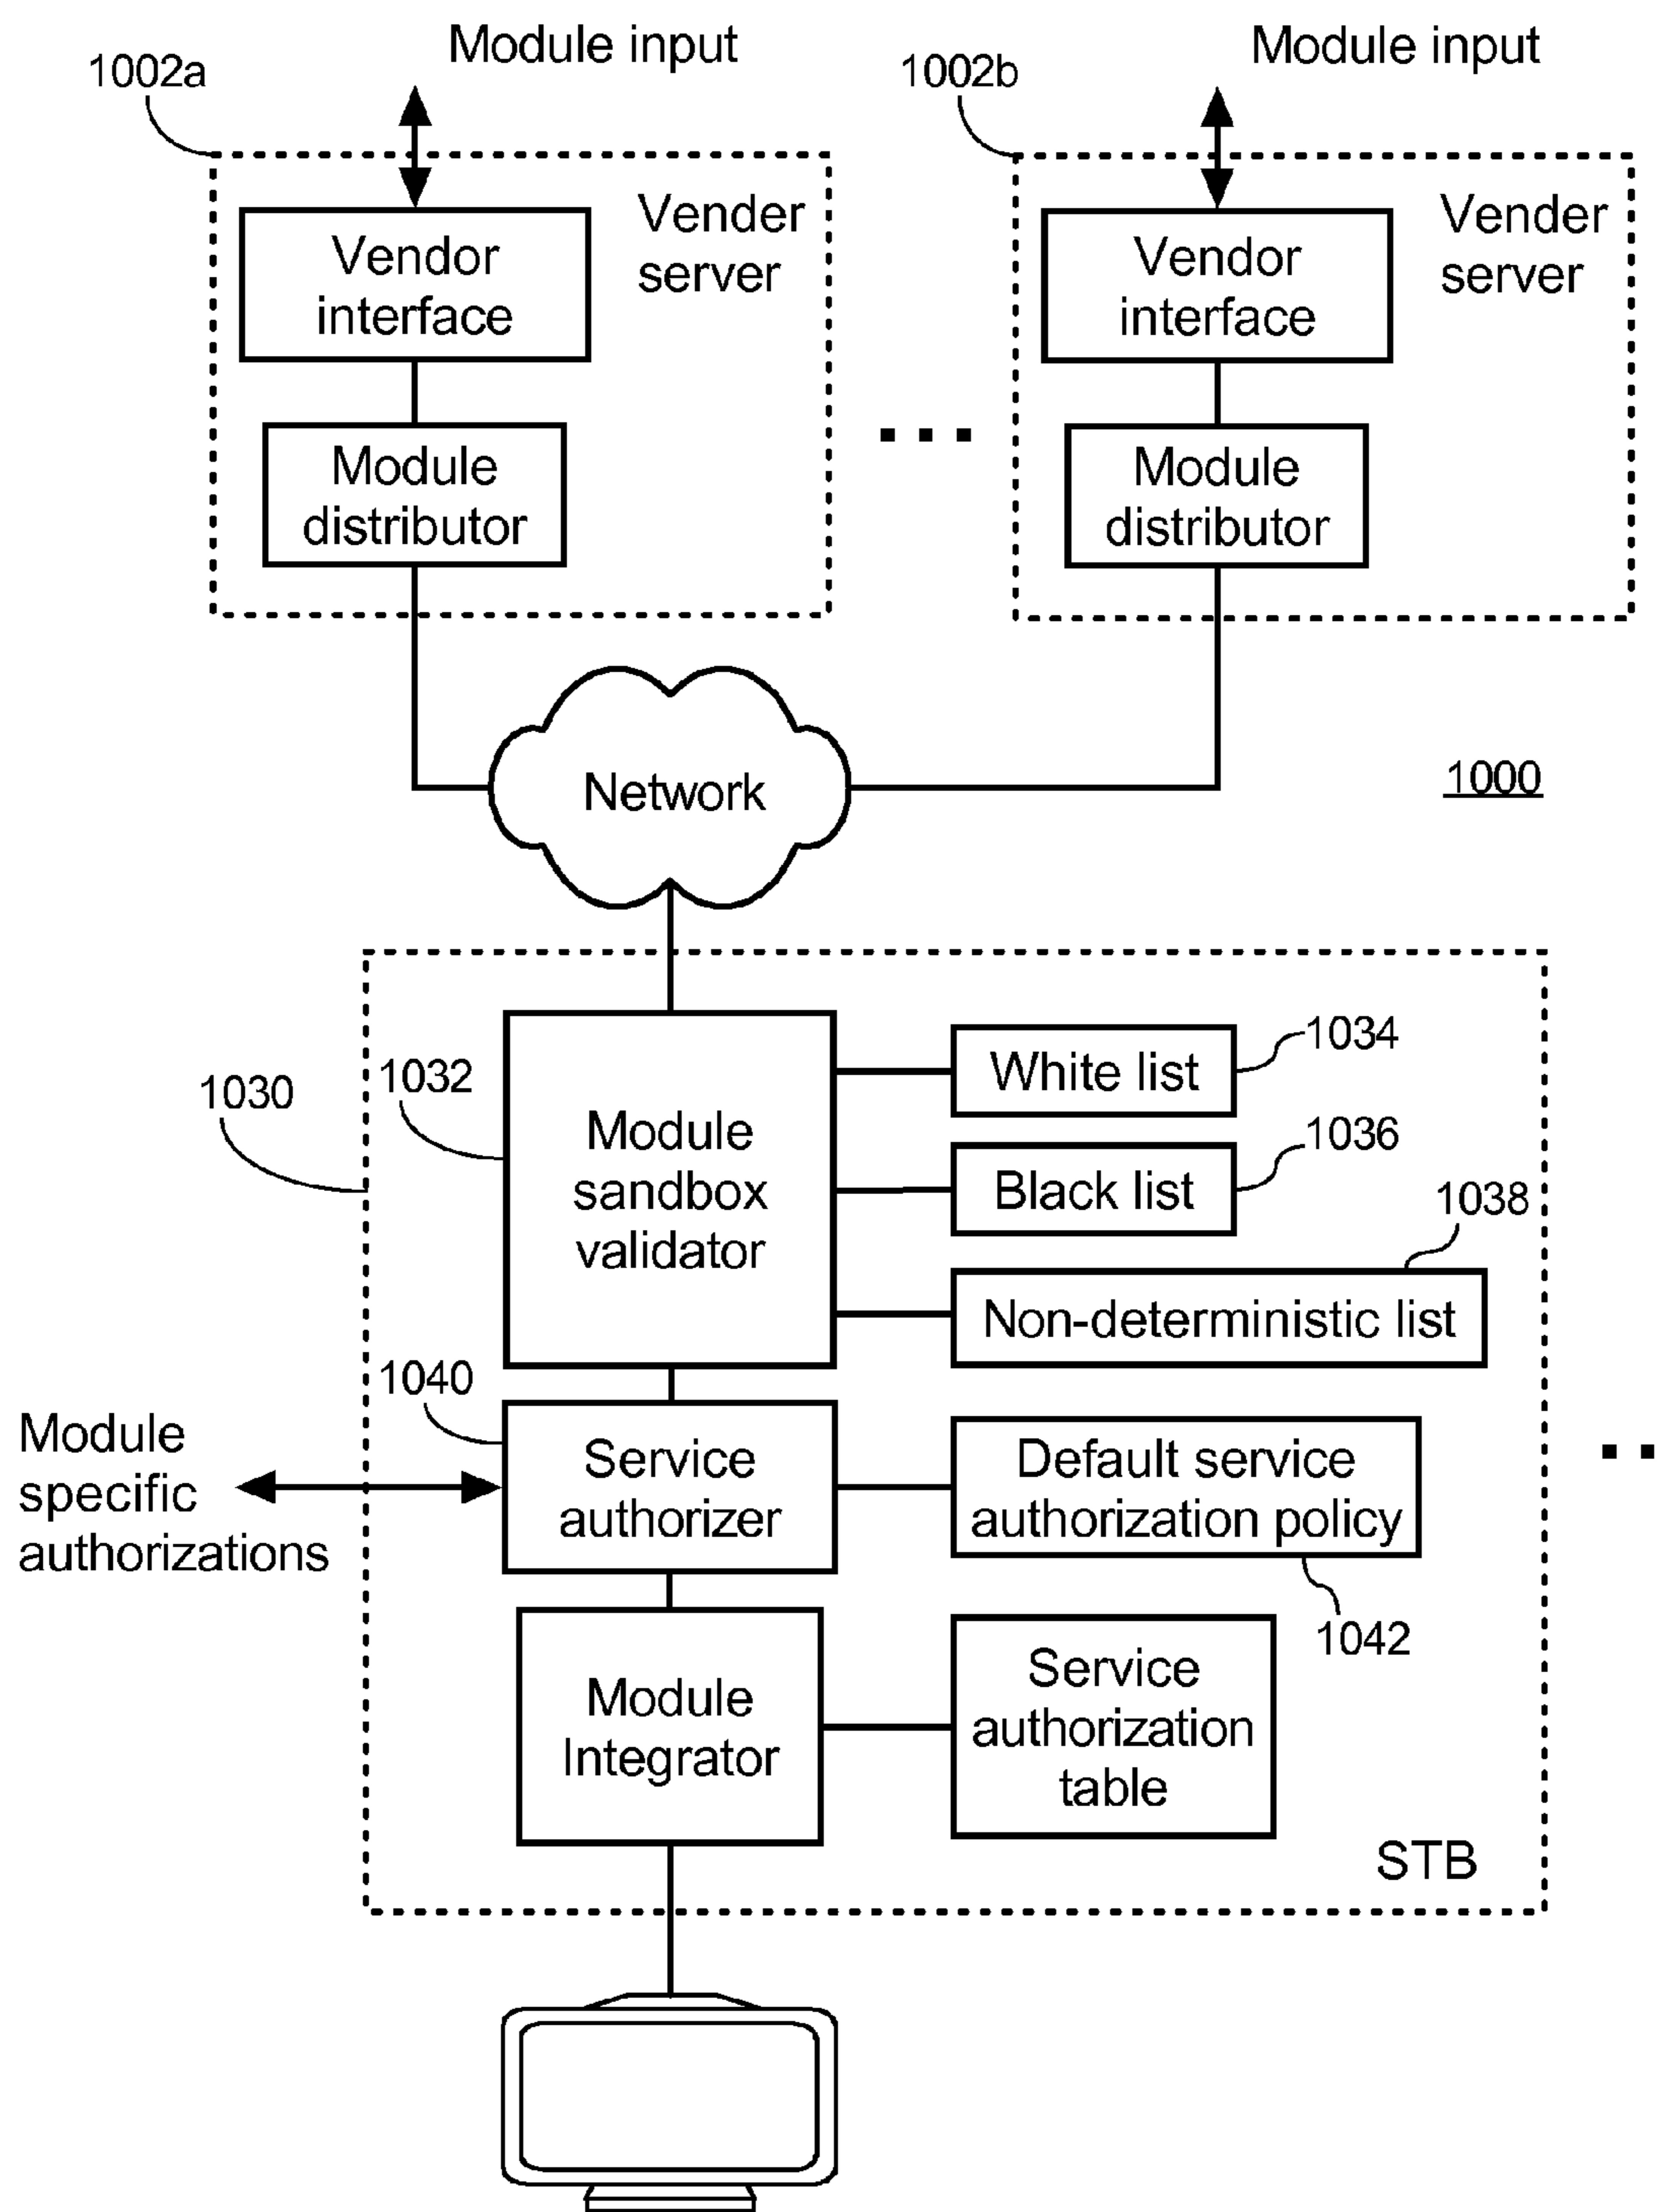 Module input
Module input
1002a
1002b
Vender
server
Vender
server
Vendor
interface
Vendor
interface
Module
distributor
Module
distributor
Network
1000
1030
1032
Module
sandbox
validator
White list
1034
Black list
1036
1038
Non-deterministic list
1040
Module
specific
authorizations
Service
authorizer
Default service
authorization policy
1042
Module
Integrator
Service
authorization
table
STB